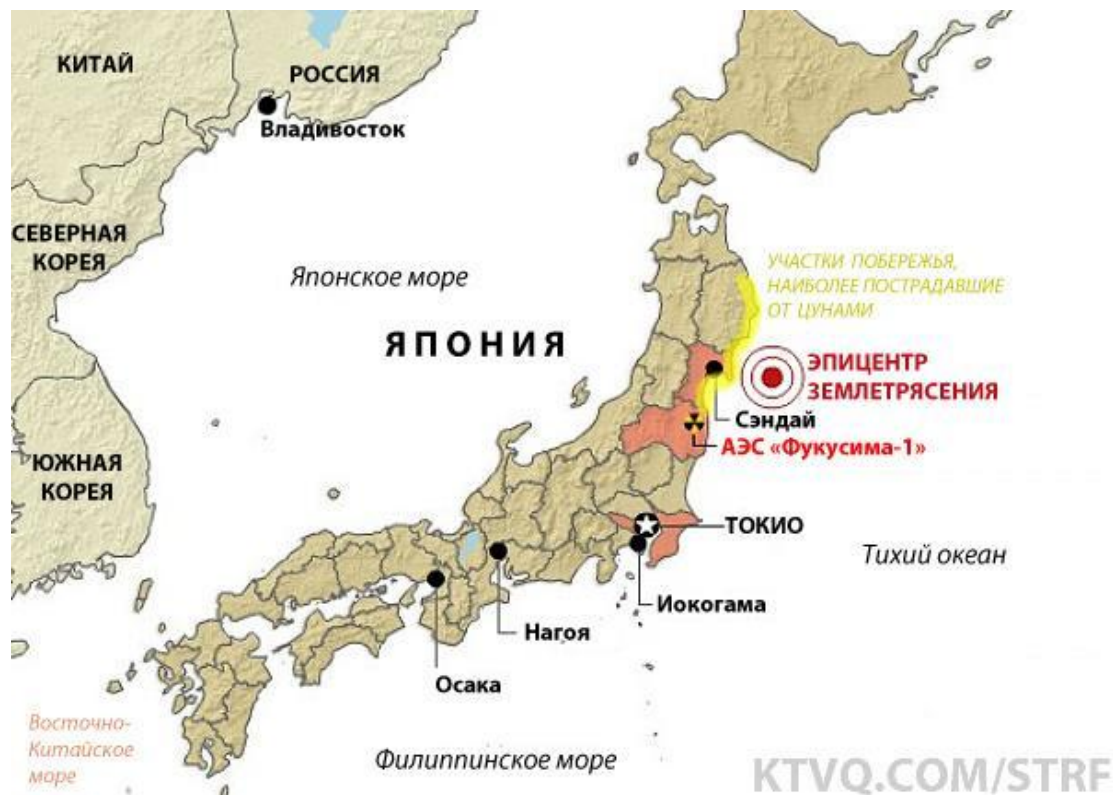 КИТАЙ
РОССИЯ
Владивосток
СЕВЕРНАЯ
КОРЕЯ
Японское море
УЧАСТКИ ПОБЕРЕЖЬЯ,
НАИБОЛЕЕ ПОСТРАДАВШИЕ
ОТ ЦУНАМИ
ЯПОНИЯ
ЭПИЦЕНТР
ЗЕМЛЕТРЯСЕНИЯ
Сэндай
АЭС «Фукусима-1»
ЮЖНАЯ
КОРЕЯ
ТОКИО
Тихий океан
Иокогама
Нагоя
Осака
Восточно-
Китайское
море
Филиппинское море
KTVQ.COM/STRF